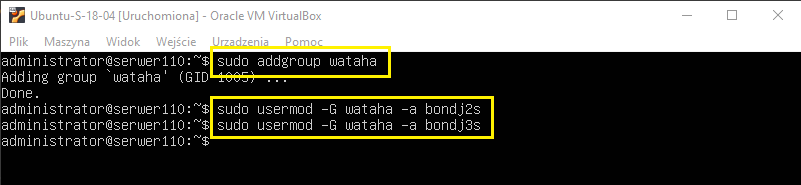 Ubuntu-S-18-04 [Uruchomiona] - Oracle VM VirtualBox
Plik Maszyna Widok Wejście Urządzenia Pomoc
administrator@serwer110:~$ sudo addgroup wataha
Adding group `wataha' (GID 1005) ...
Done.
administrator@serwer110:~$ sudo usermod -G wataha -a bondj2s
administrator@serwer110:~$ sudo usermod -G wataha -a bondj3s
administrator@serwer110:~$